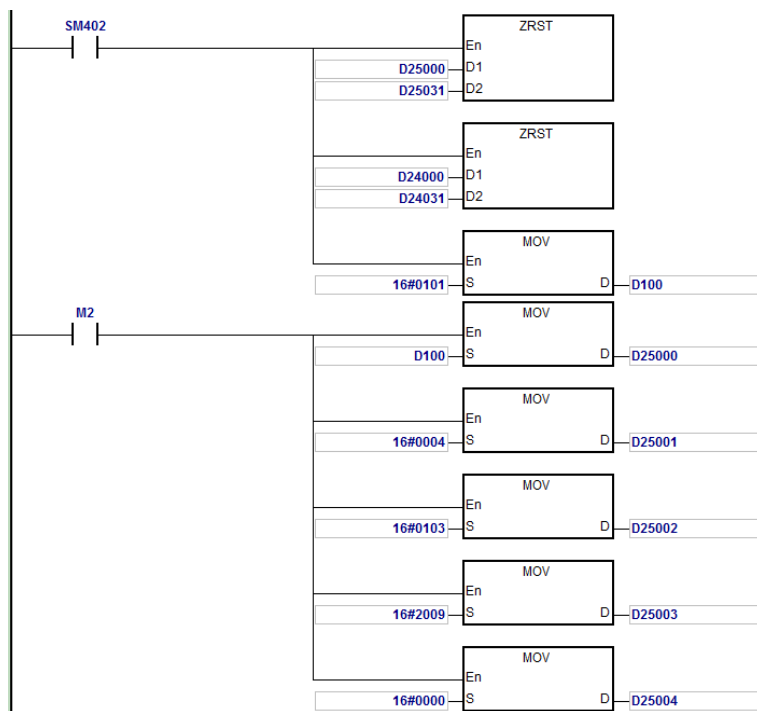 SM402
ZRST
En
D25000 D1
D25031 D2
ZRST
En
D24000 D1
D24031 D2
MOV
En
16#0101 S D D100
M2
MOV
En
D100 S D D25000
MOV
En
16#0004 S D D25001
MOV
En
16#0103 S D D25002
MOV
En
16#2009 S D D25003
MOV
En
16#0000 S D D25004